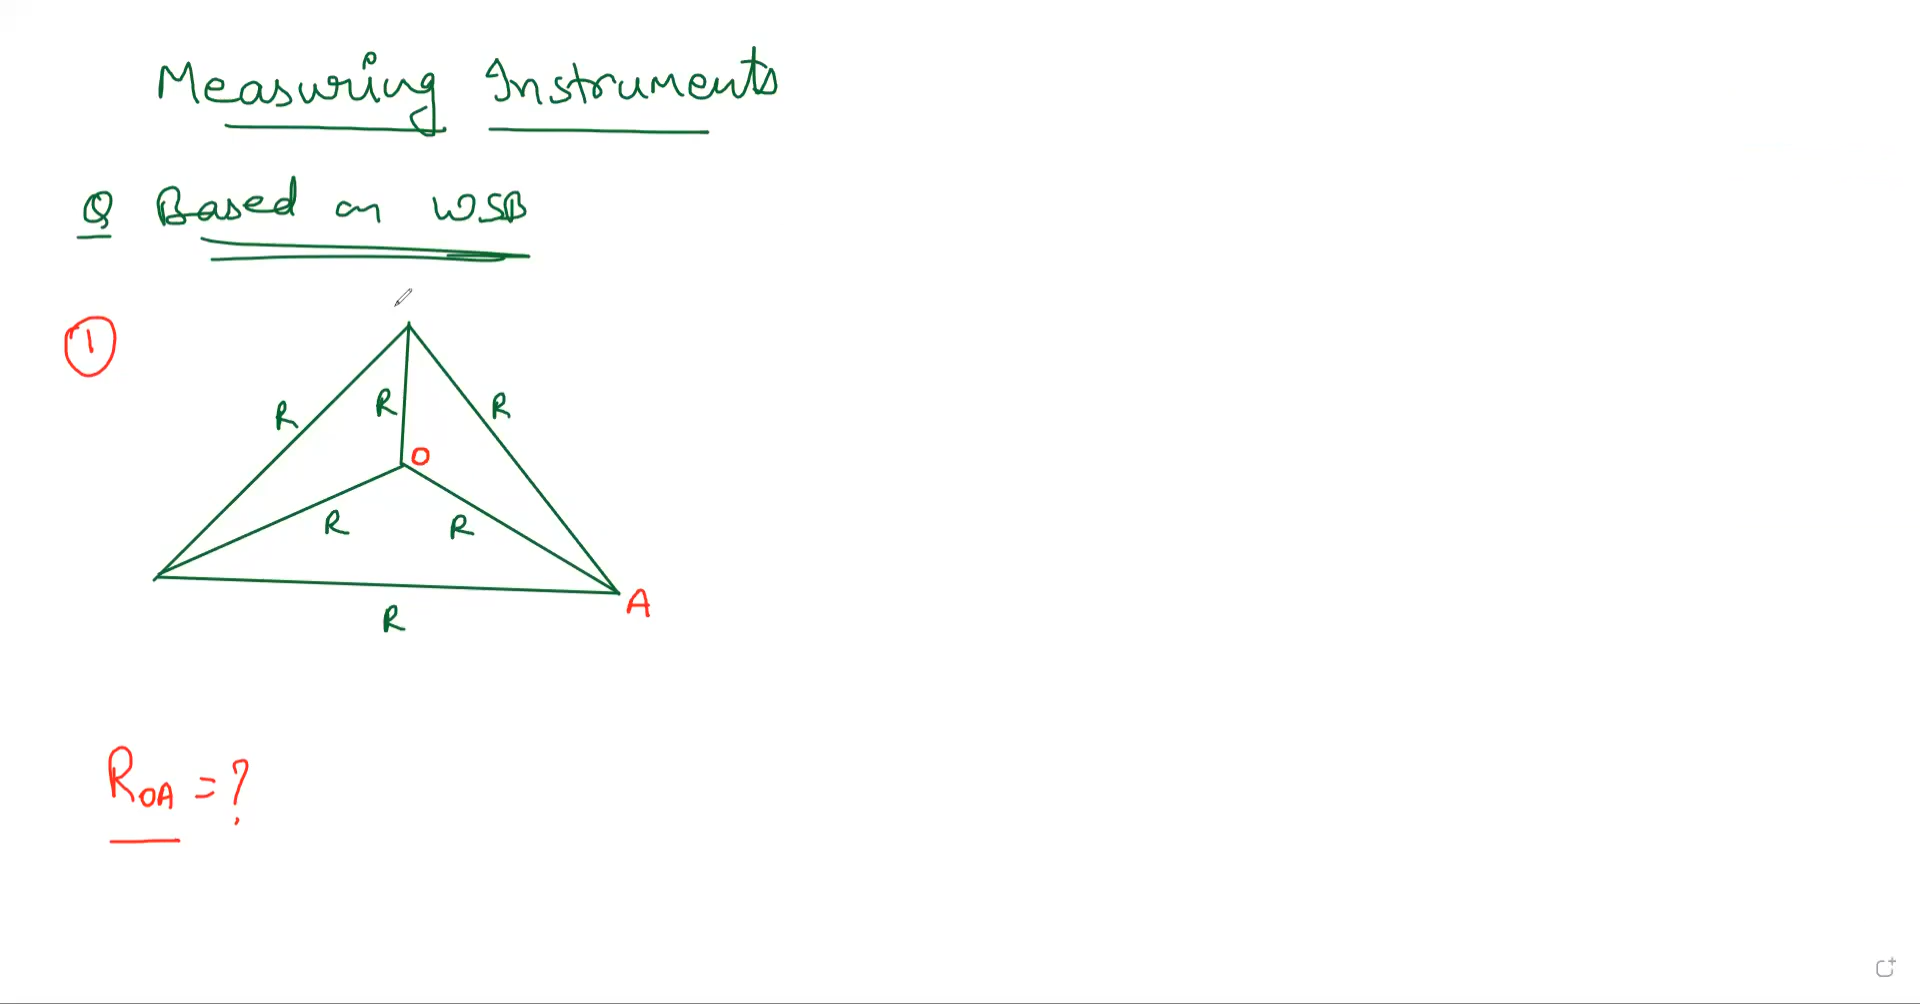 Measuring Instruments
Q Based on WSB
1
R
R
R
O
R
R
A
R
R_OA = ?